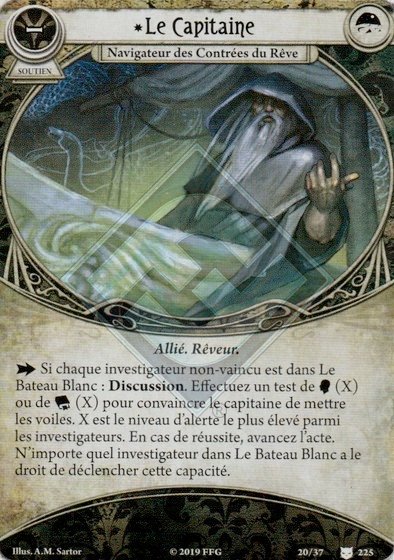 *Le Capitaine
Navigateur des Contrées du Rêve
SOUTIEN
Allié. Rêveur.
Si chaque investigateur non-vaincu est dans Le
Bateau Blanc : Discussion. Effectuez un test de (X)
ou de (X) pour convaincre le capitaine de mettre
les voiles. X est le niveau d'alerte le plus élevé parmi
les investigateurs. En cas de réussite, avancez l'acte.
N'importe quel investigateur dans Le Bateau Blanc a
le droit de déclencher cette capacité.
Illus. A.M. Sartor © 2019 FFG 20/37 225